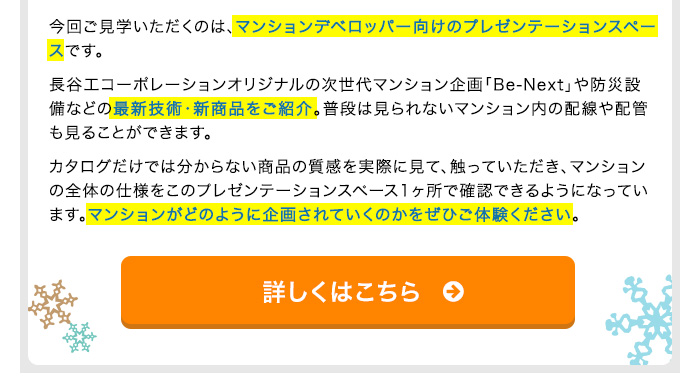 今回ご見学いただくのは、マンションデベロッパー向けのプレゼンテーションスペー
スです。
長谷工コーポレーションオリジナルの次世代マンション企画「Be-Next」や防災設
備などの最新技術・新商品をご紹介。普段は見られないマンション内の配線や配管
も見ることができます。
カタログだけでは分からない商品の質感を実際に見て、触っていただき、マンション
の全体の仕様をこのプレゼンテーションスペース1ヶ所で確認できるようになってい
ます。マンションがどのように企画されていくのかをぜひご体験ください。
詳しくはこちら